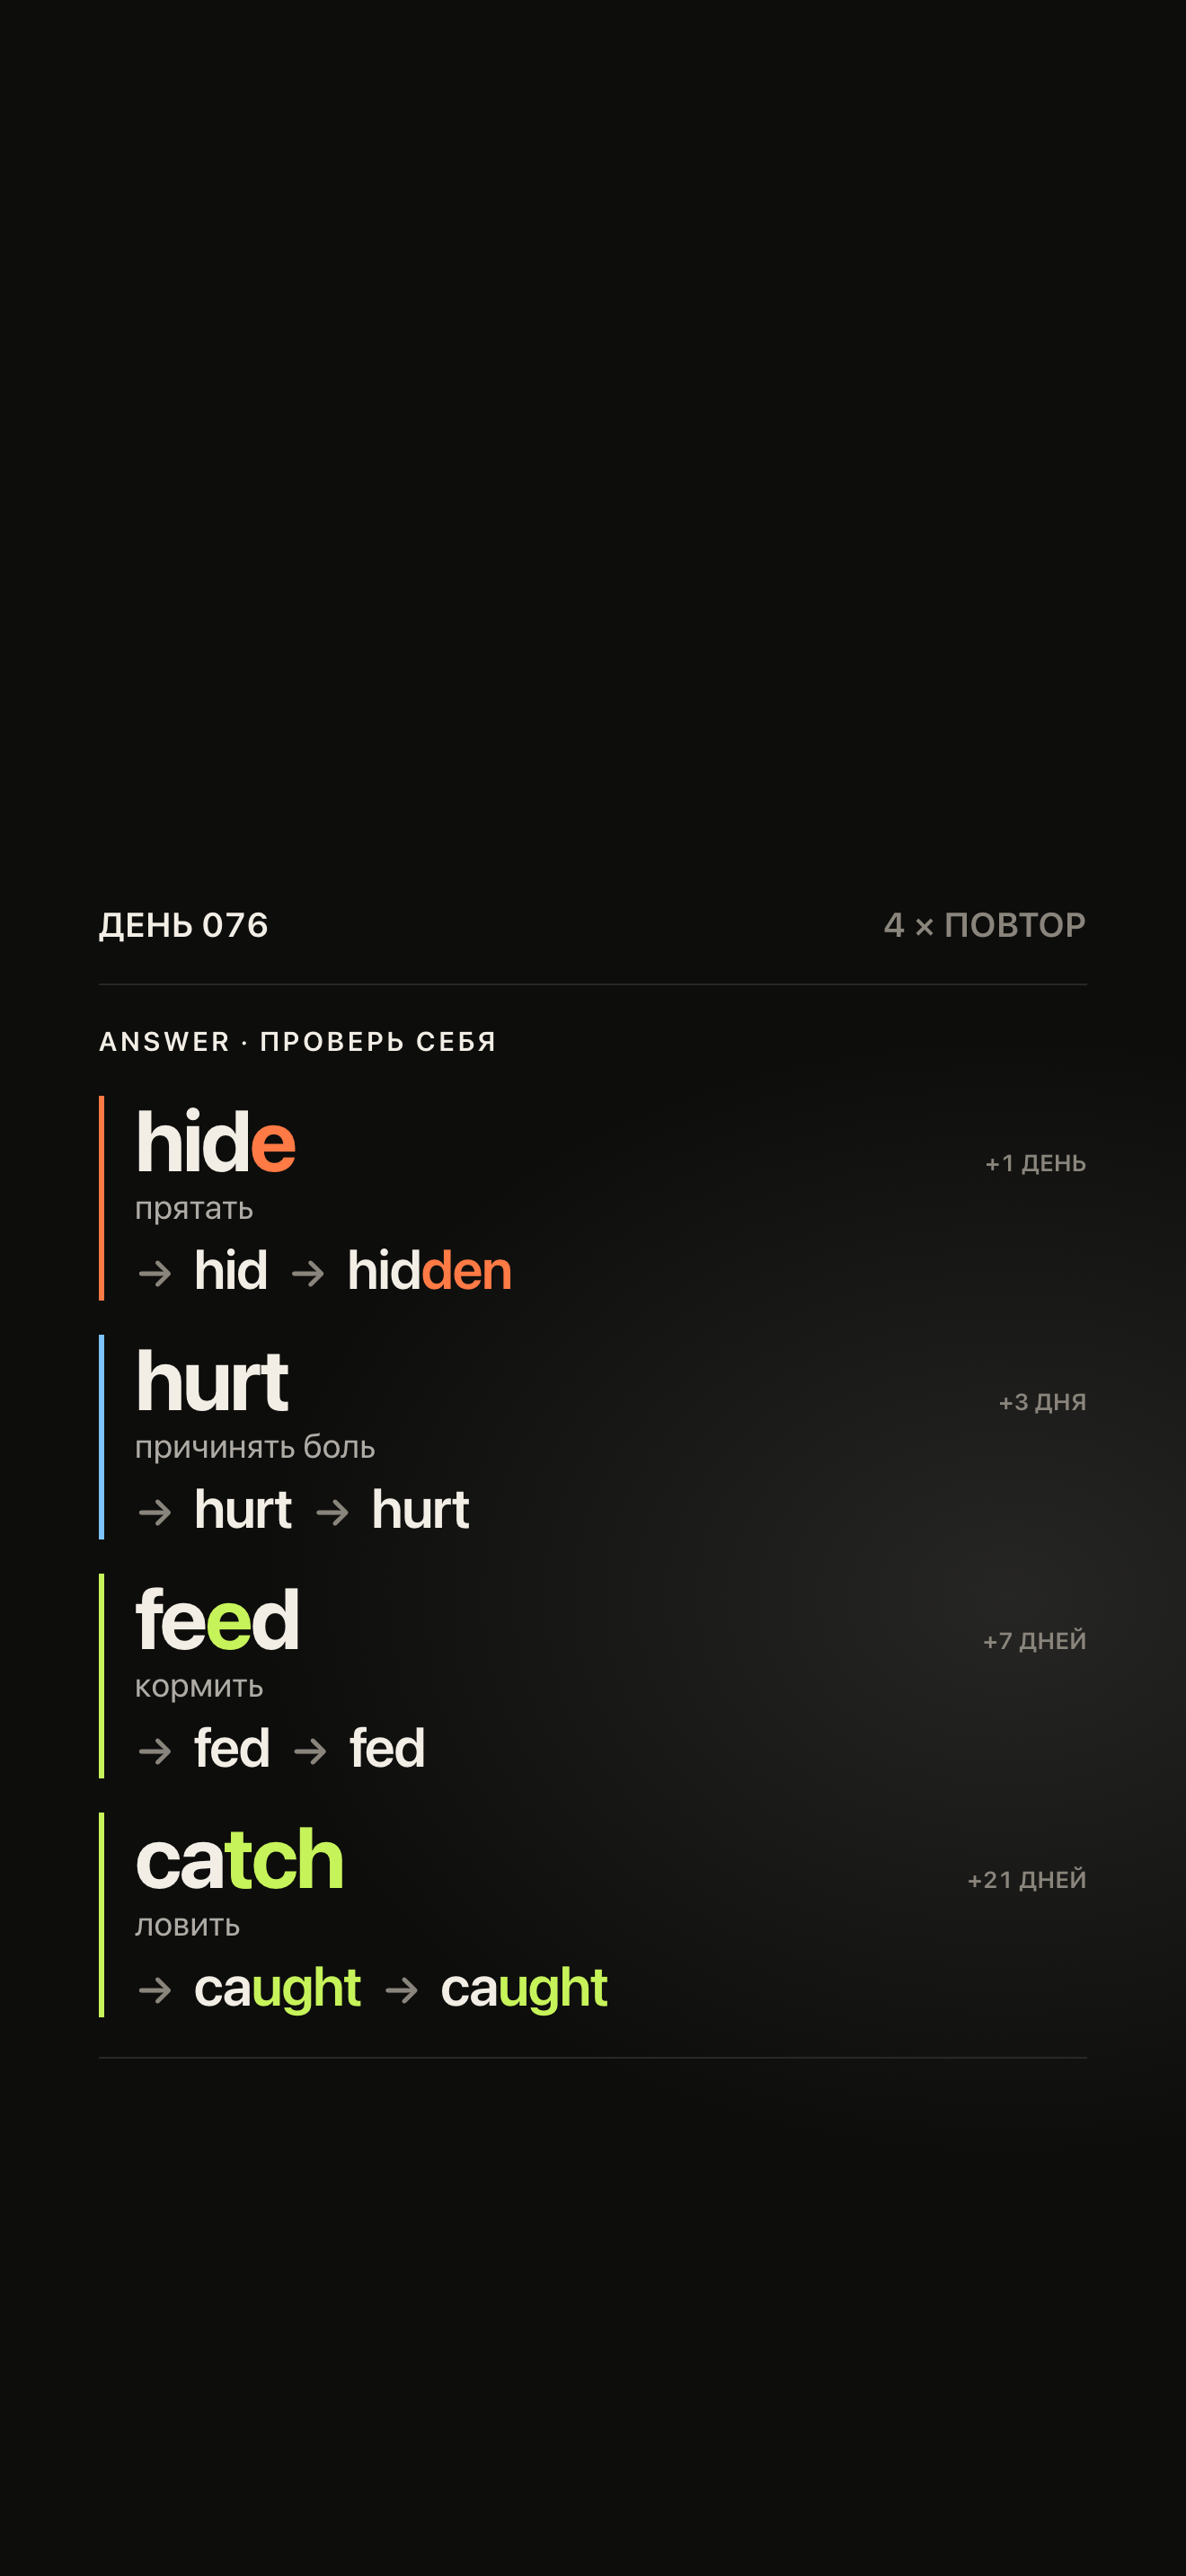 ДЕНЬ 076
4 × ПОВТОР
ANSWER · ПРОВЕРЬ СЕБЯ
hide
+1 ДЕНЬ
прятать
→ hid → hidden
hurt
+3 ДНЯ
причинять боль
→ hurt → hurt
feed
+7 ДНЕЙ
кормить
→ fed → fed
catch
+21 ДНЕЙ
ловить
→ caught → caught